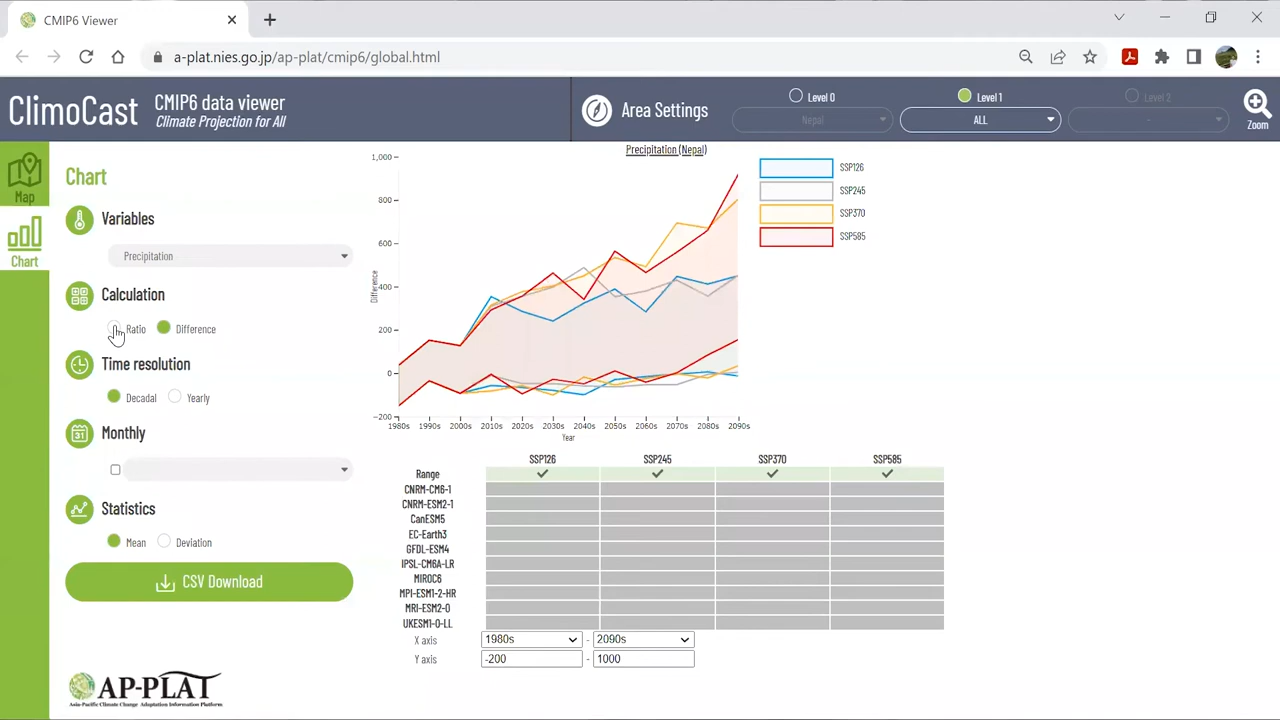 CMIP6 Viewer
a-plat.nies.go.jp/ap-plat/cmip6/global.html
ClimoCast
CMIP6 data viewer
Climate Projection for All
Area Settings
Level 0
Nepal
Level 1
ALL
Level 2
-
Zoom
Map
Chart
Chart
Variables
Precipitation
Calculation
Ratio
Difference
Time resolution
Decadal
Yearly
Monthly
31
Statistics
Mean
Deviation
CSV Download
AP-PLAT
Asia-Pacific Climate Change Adaptation Information Platform
Precipitation (Nepal)
1,000
800
600
400
200
0
−200
Difference
1980s 1990s 2000s 2010s 2020s 2030s 2040s 2050s 2060s 2070s 2080s 2090s
Year
SSP126
SSP245
SSP370
SSP585
SSP126 SSP245 SSP370 SSP585
Range
CNRM-CM6-1
CNRM-ESM2-1
CanESM5
EC-Earth3
GFDL-ESM4
IPSL-CM6A-LR
MIROC6
MPI-ESM1-2-HR
MRI-ESM2-0
UKESM1-0-LL
X axis 1980s - 2090s
Y axis -200 - 1000